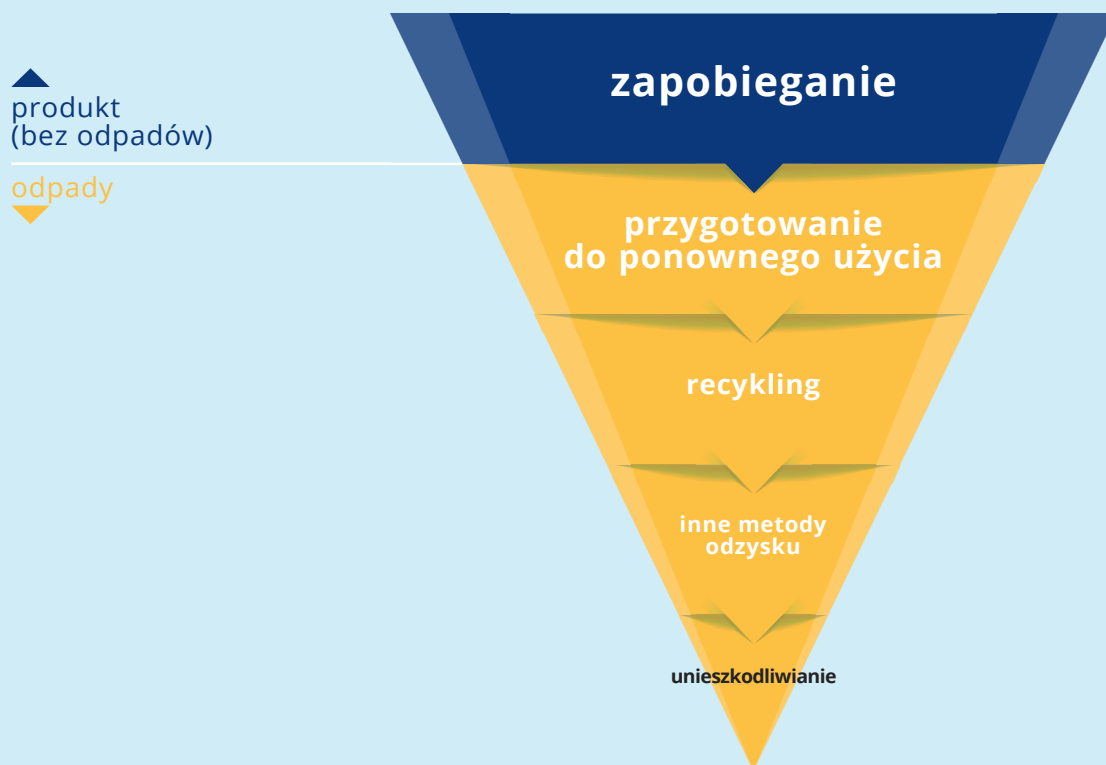 zapobieganie
produkt
(bez odpadów)
odpady
przygotowanie
do ponownego użycia
recykling
inne metody
odzysku
unieszkodliwianie